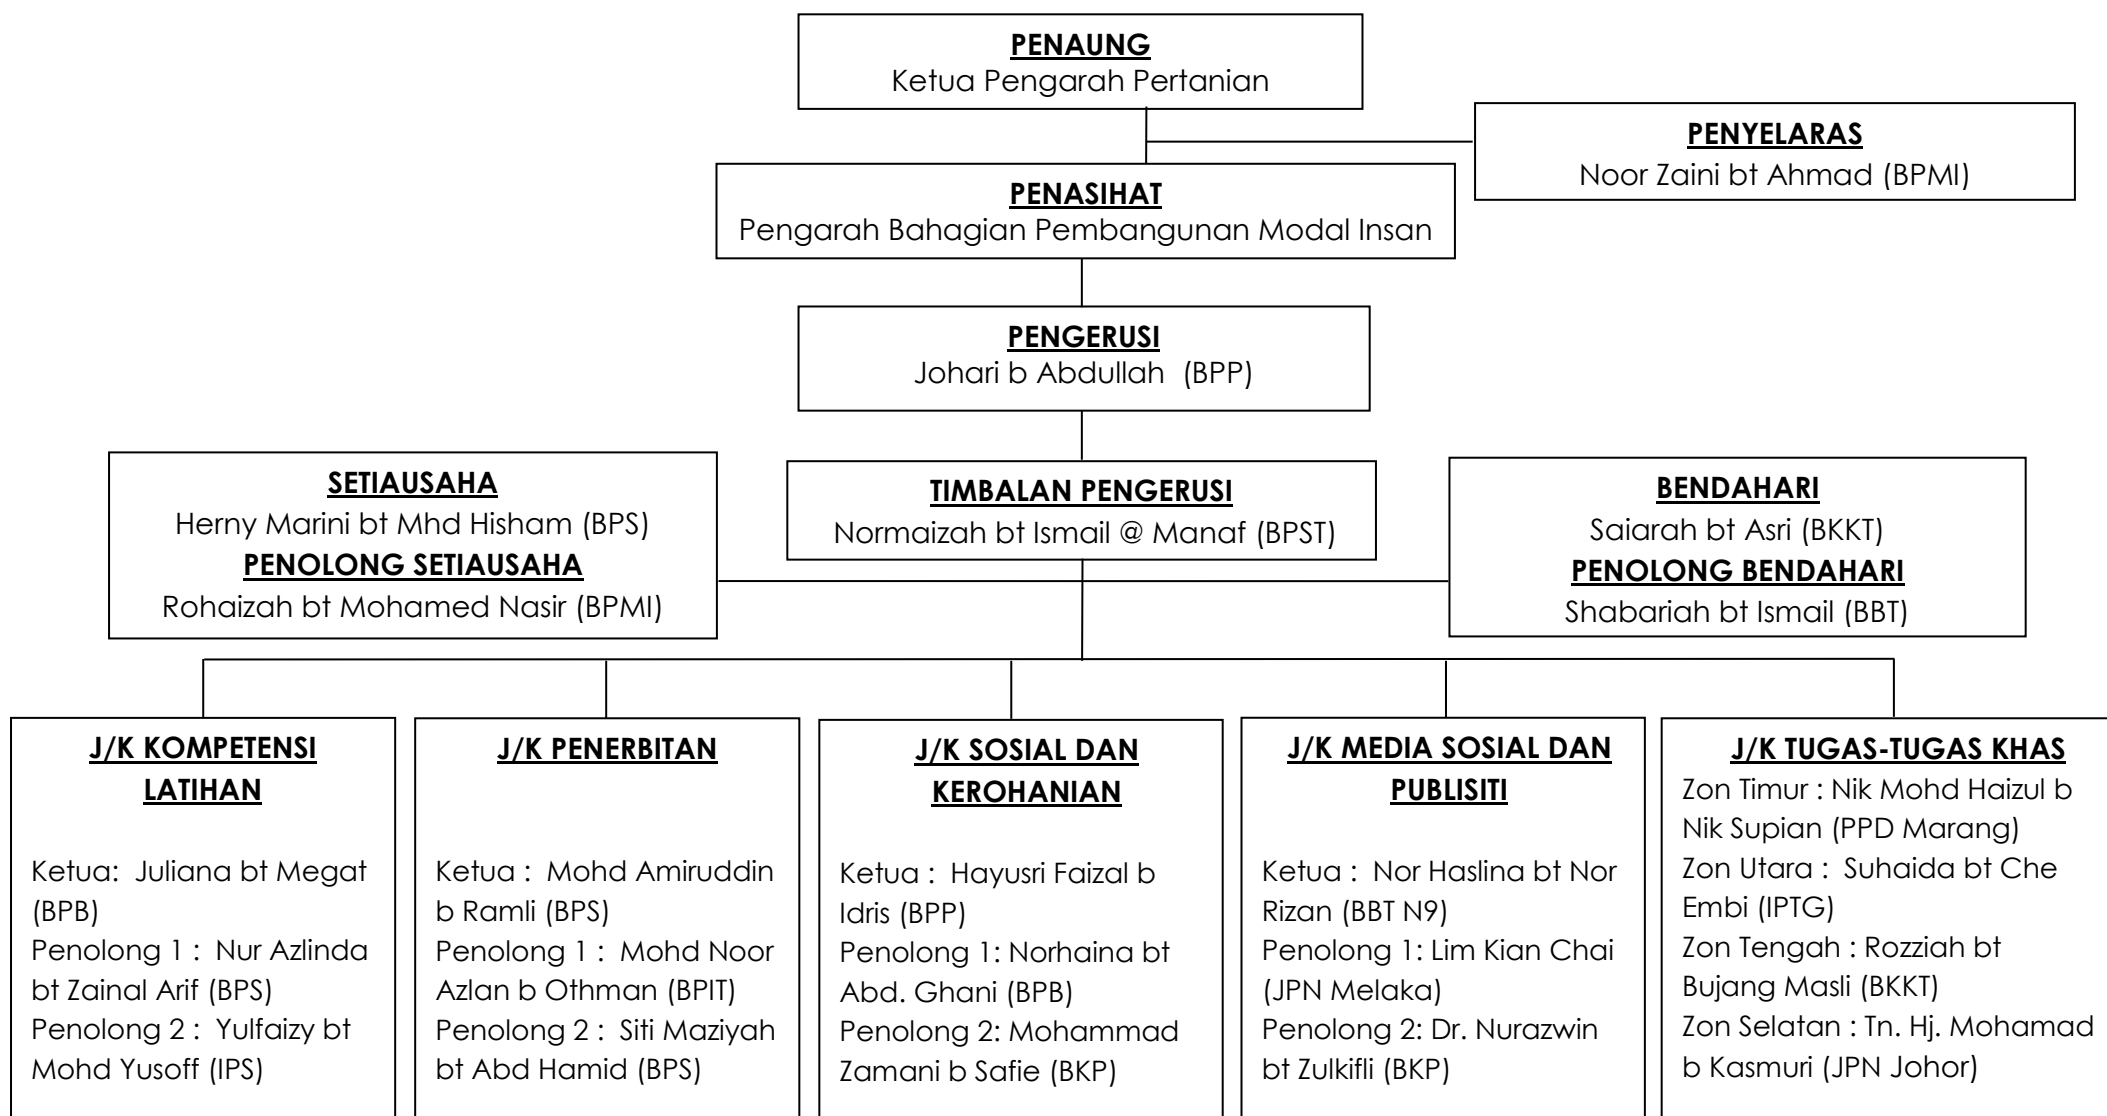 PENAUNG
Ketua Pengarah Pertanian
PENYELARAS
Noor Zaini bt Ahmad (BPMI)
PENASIHAT
Pengarah Bahagian Pembangunan Modal Insan
PENGERUSI
Johari b Abdullah  (BPP)
SETIAUSAHA
Herny Marini bt Mhd Hisham (BPS)
PENOLONG SETIAUSAHA
Rohaizah bt Mohamed Nasir (BPMI)
TIMBALAN PENGERUSI
Normaizah bt Ismail @ Manaf (BPST)
BENDAHARI
Saiarah bt Asri (BKKT)
PENOLONG BENDAHARI
Shabariah bt Ismail (BBT)
J/K KOMPETENSI
LATIHAN
Ketua:  Juliana bt Megat
(BPB)
Penolong 1 :  Nur Azlinda
bt Zainal Arif (BPS)
Penolong 2 :  Yulfaizy bt
Mohd Yusoff (IPS)
J/K PENERBITAN
Ketua :  Mohd Amiruddin
b Ramli (BPS)
Penolong 1 :  Mohd Noor
Azlan b Othman (BPIT)
Penolong 2 :  Siti Maziyah
bt Abd Hamid (BPS)
J/K SOSIAL DAN
KEROHANIAN
Ketua :  Hayusri Faizal b
Idris (BPP)
Penolong 1: Norhaina bt
Abd. Ghani (BPB)
Penolong 2: Mohammad
Zamani b Safie (BKP)
J/K MEDIA SOSIAL DAN
PUBLISITI
Ketua :  Nor Haslina bt Nor
Rizan (BBT N9)
Penolong 1: Lim Kian Chai
(JPN Melaka)
Penolong 2: Dr. Nurazwin
bt Zulkifli (BKP)
J/K TUGAS-TUGAS KHAS
Zon Timur : Nik Mohd Haizul b
Nik Supian (PPD Marang)
Zon Utara :  Suhaida bt Che
Embi (IPTG)
Zon Tengah : Rozziah bt
Bujang Masli (BKKT)
Zon Selatan : Tn. Hj. Mohamad
b Kasmuri (JPN Johor)